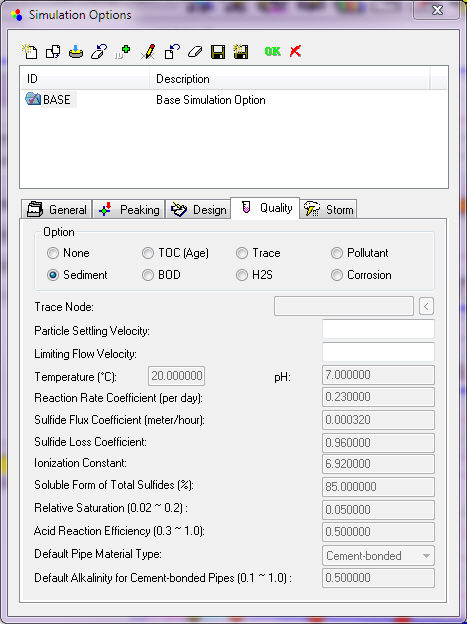 Simulation Options
ID OK
ID Description
BASE Base Simulation Option
General Peaking Design Quality Storm
Option
None TOC (Age) Trace Pollutant
Sediment BOD H2S Corrosion
Trace Node: <
Particle Settling Velocity:
Limiting Flow Velocity:
Temperature (°C): 20.000000 pH: 7.000000
Reaction Rate Coefficient (per day): 0.230000
Sulfide Flux Coefficient (meter/hour): 0.000320
Sulfide Loss Coefficient: 0.960000
Ionization Constant: 6.920000
Soluble Form of Total Sulfides (%): 85.000000
Relative Saturation (0.02 ~ 0.2) : 0.050000
Acid Reaction Efficiency (0.3 ~ 1.0): 0.500000
Default Pipe Material Type: Cement-bonded
Default Alkalinity for Cement-bonded Pipes (0.1 ~ 1.0) : 0.500000